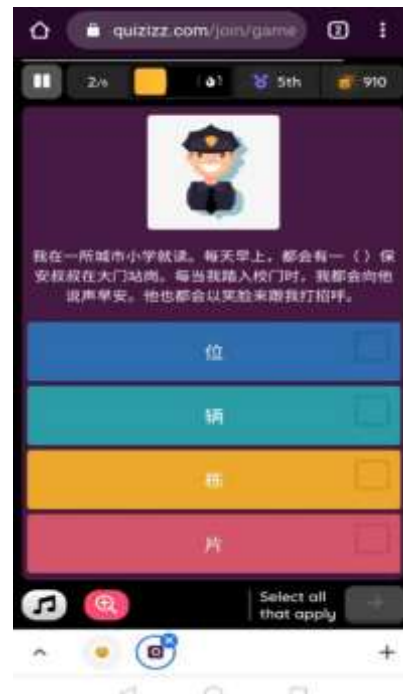 quizizz.com/join/game
2
2/6
5th
910
我在一所城市小学就读。每天早上，都会有一（）保
安叔叔在大门站岗。每当我踏入校门时，我都会向他
说声早安。他也都会以笑脸来跟我打招呼。
位
辆
栋
片
Select all
that apply